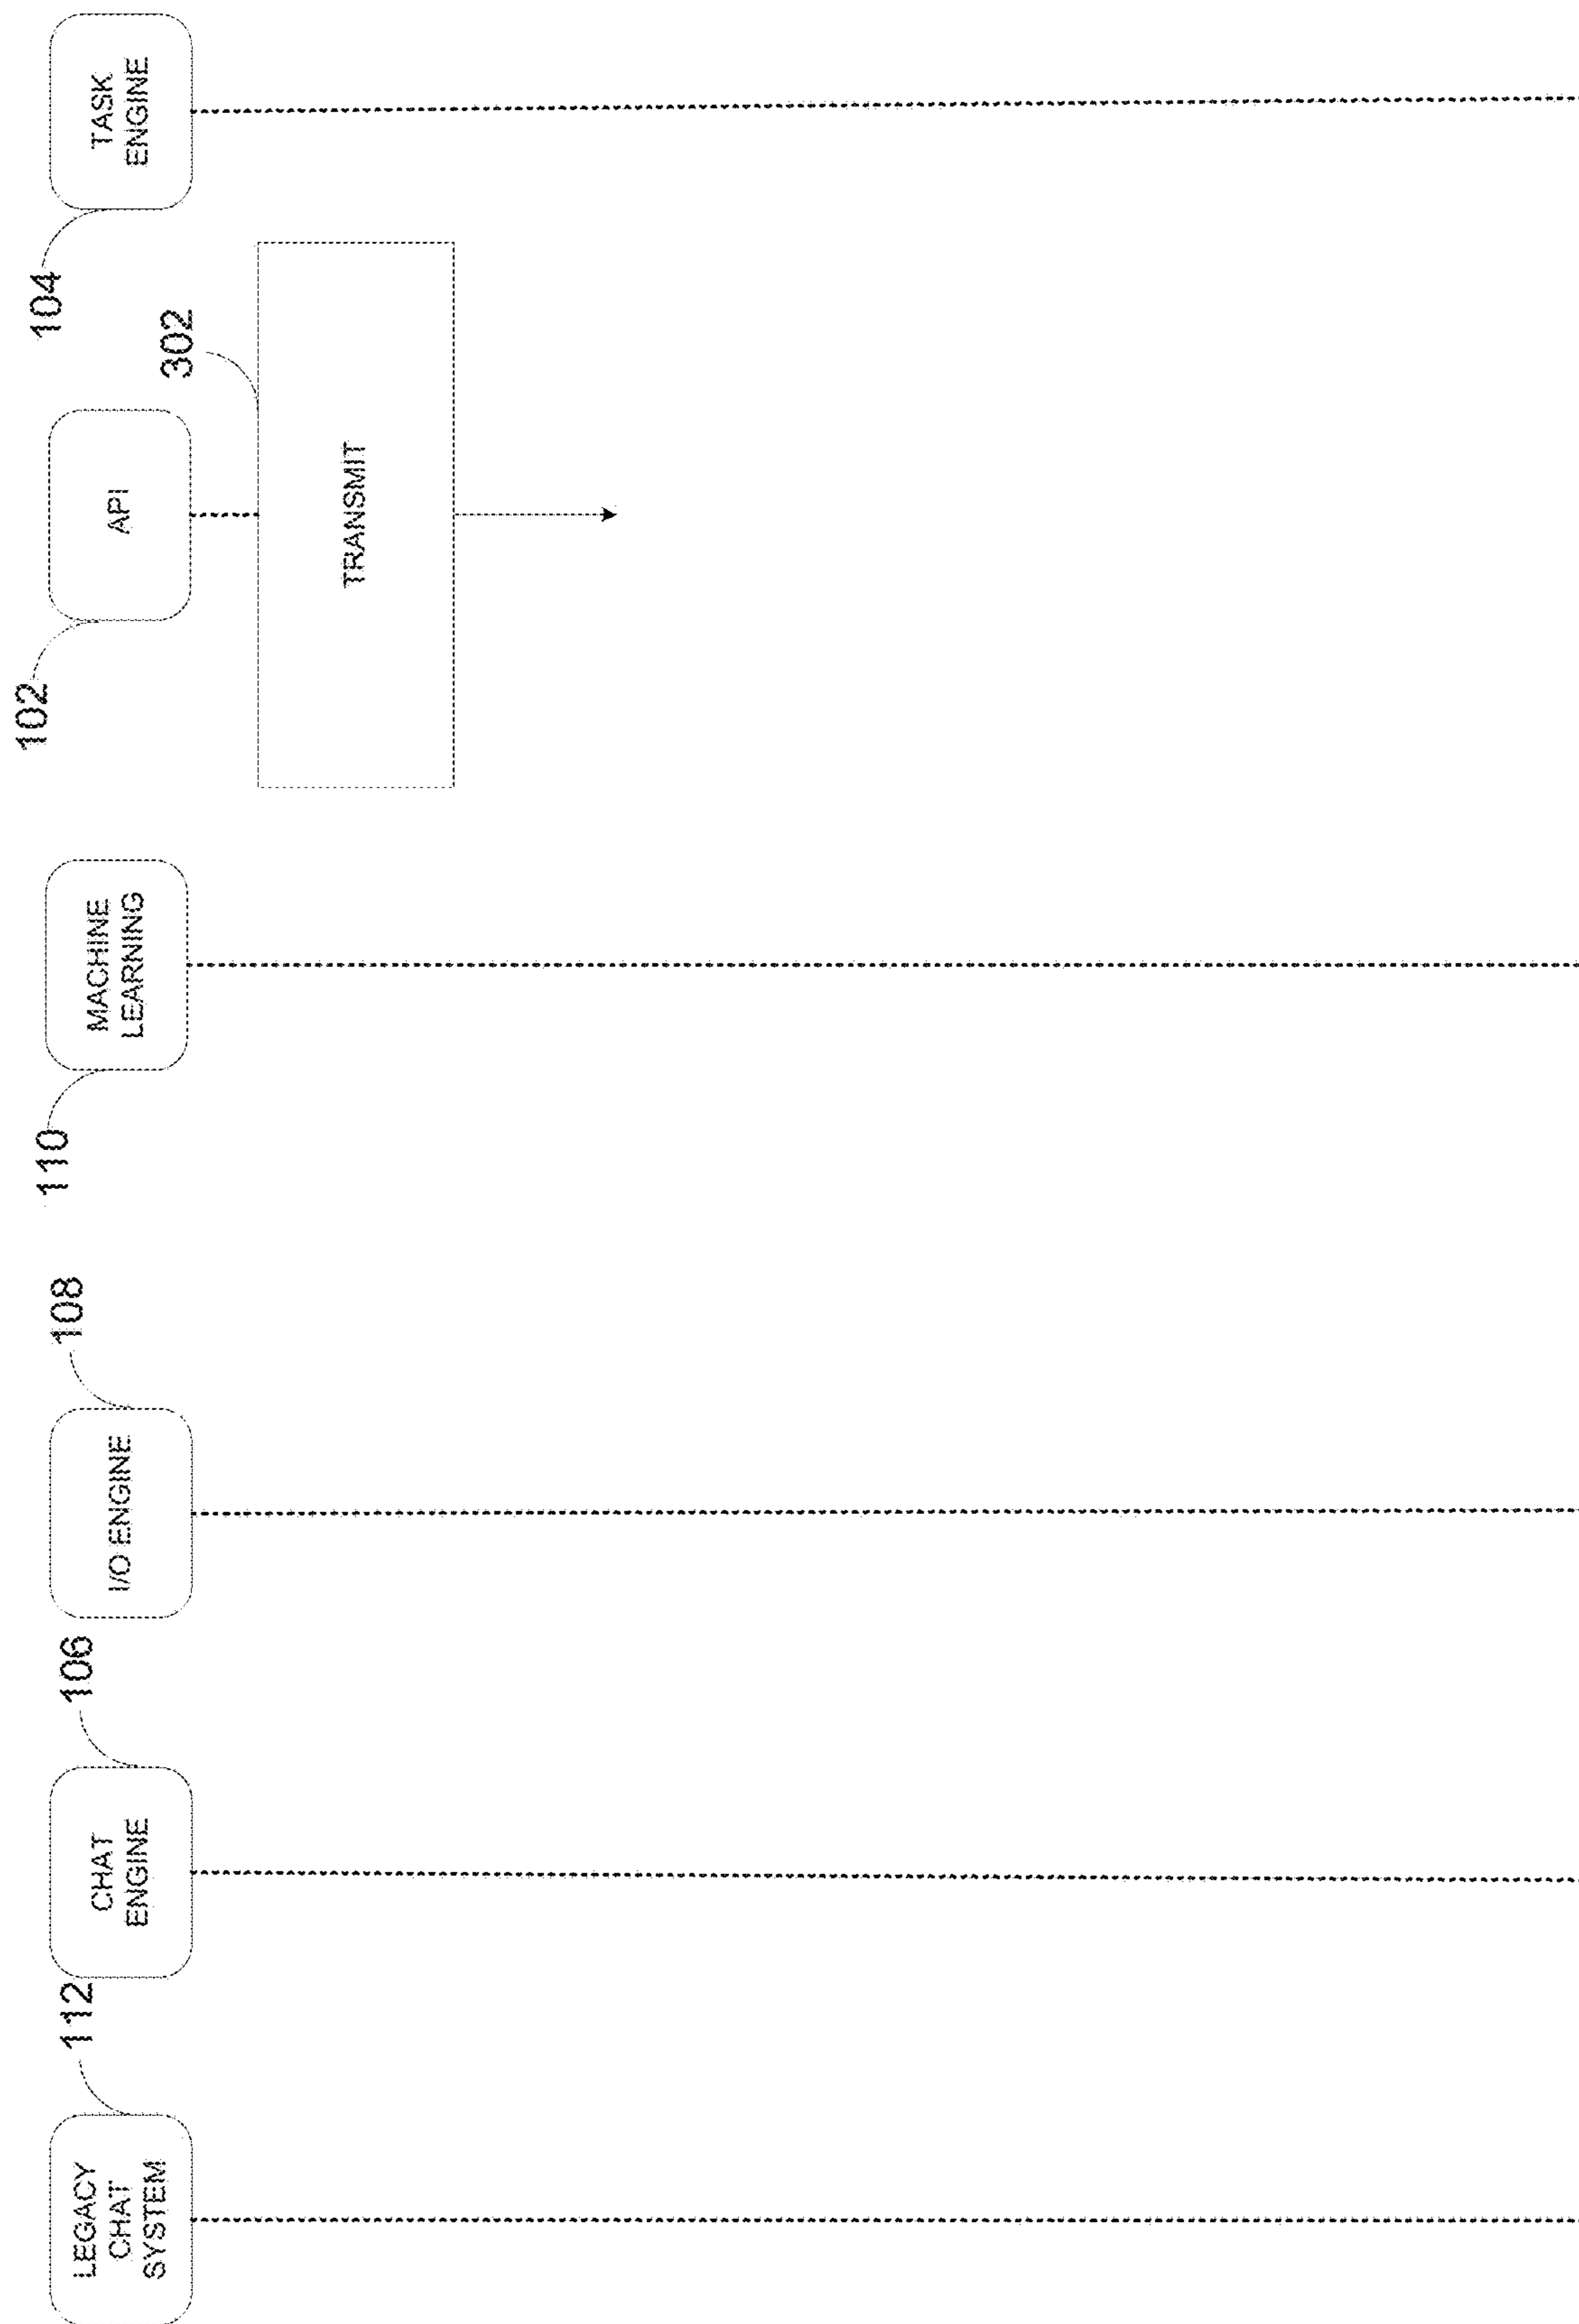 112
LEGACY
CHAT
SYSTEM
106
CHAT
ENGINE
108
I/O ENGINE
110
MACHINE
LEARNING
102
API
104
TASK
ENGINE
302
TRANSMIT